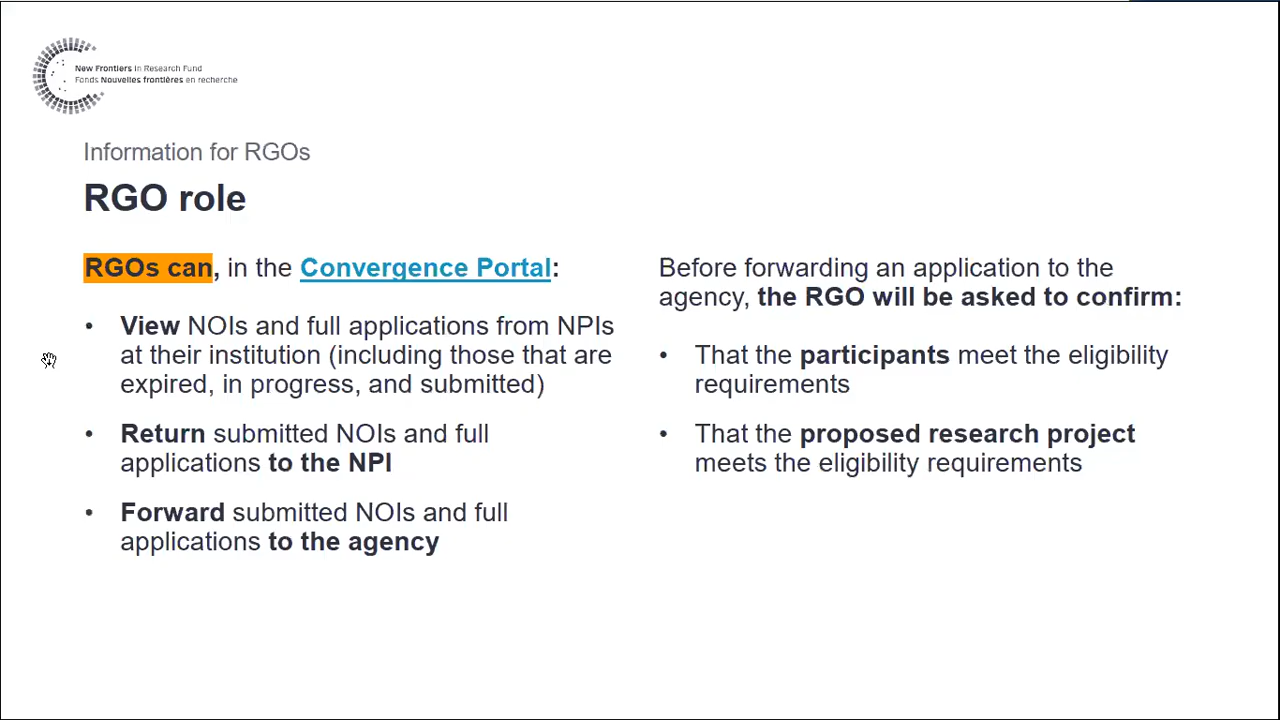 New Frontiers in Research Fund
Fonds Nouvelles frontières en recherche
Information for RGOs
RGO role
RGOs can, in the Convergence Portal:
• View NOIs and full applications from NPIs
at their institution (including those that are
expired, in progress, and submitted)
• Return submitted NOIs and full
applications to the NPI
• Forward submitted NOIs and full
applications to the agency
Before forwarding an application to the
agency, the RGO will be asked to confirm:
• That the participants meet the eligibility
requirements
• That the proposed research project
meets the eligibility requirements